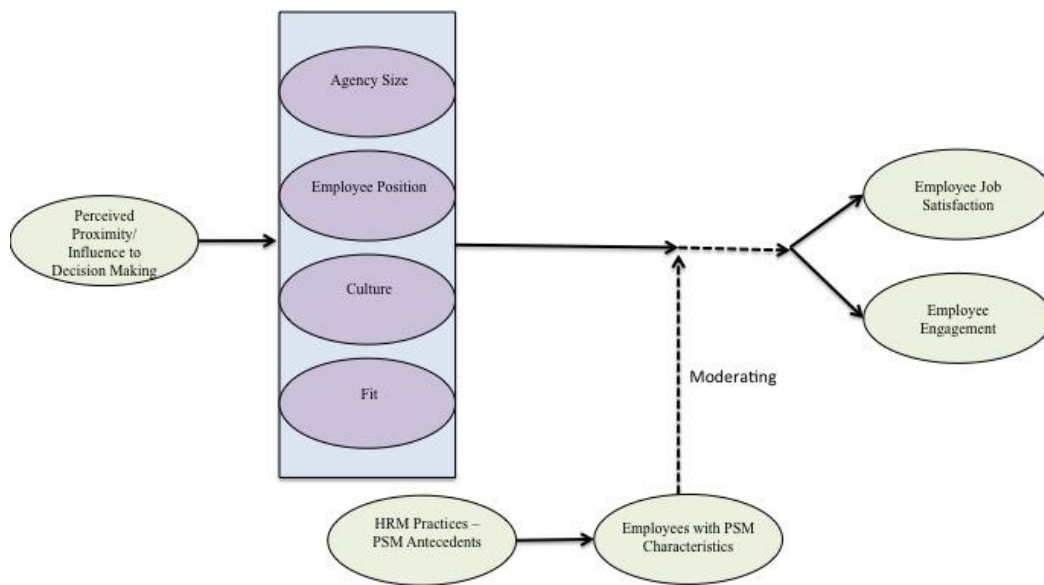 Agency Size
Employee Position
Culture
Fit
Perceived
Proximity/
Influence to
Decision Making
Employee Job
Satisfaction
Employee
Engagement
Moderating
HRM Practices –
PSM Antecedents
Employees with PSM
Characteristics